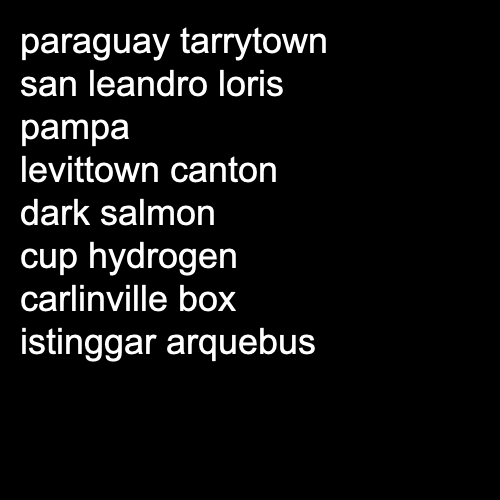 paraguay tarrytown
san leandro loris
pampa
levittown canton
dark salmon
cup hydrogen
carlinville box
istinggar arquebus